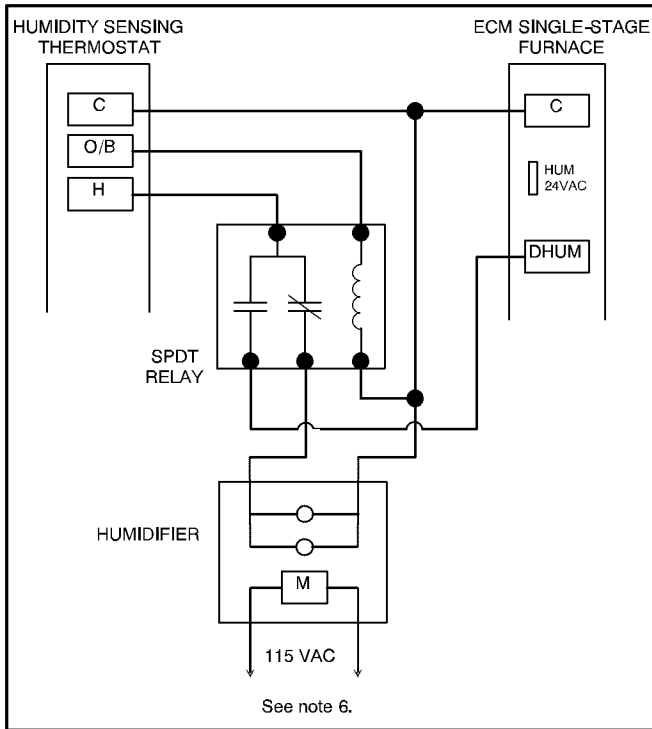 HUMIDITY SENSING
THERMOSTAT
ECM SINGLE-STAGE
FURNACE
C
C
O/B
HUM
24VAC
H
DHUM
SPDT
RELAY
HUMIDIFIER
M
115 VAC
See note 6.